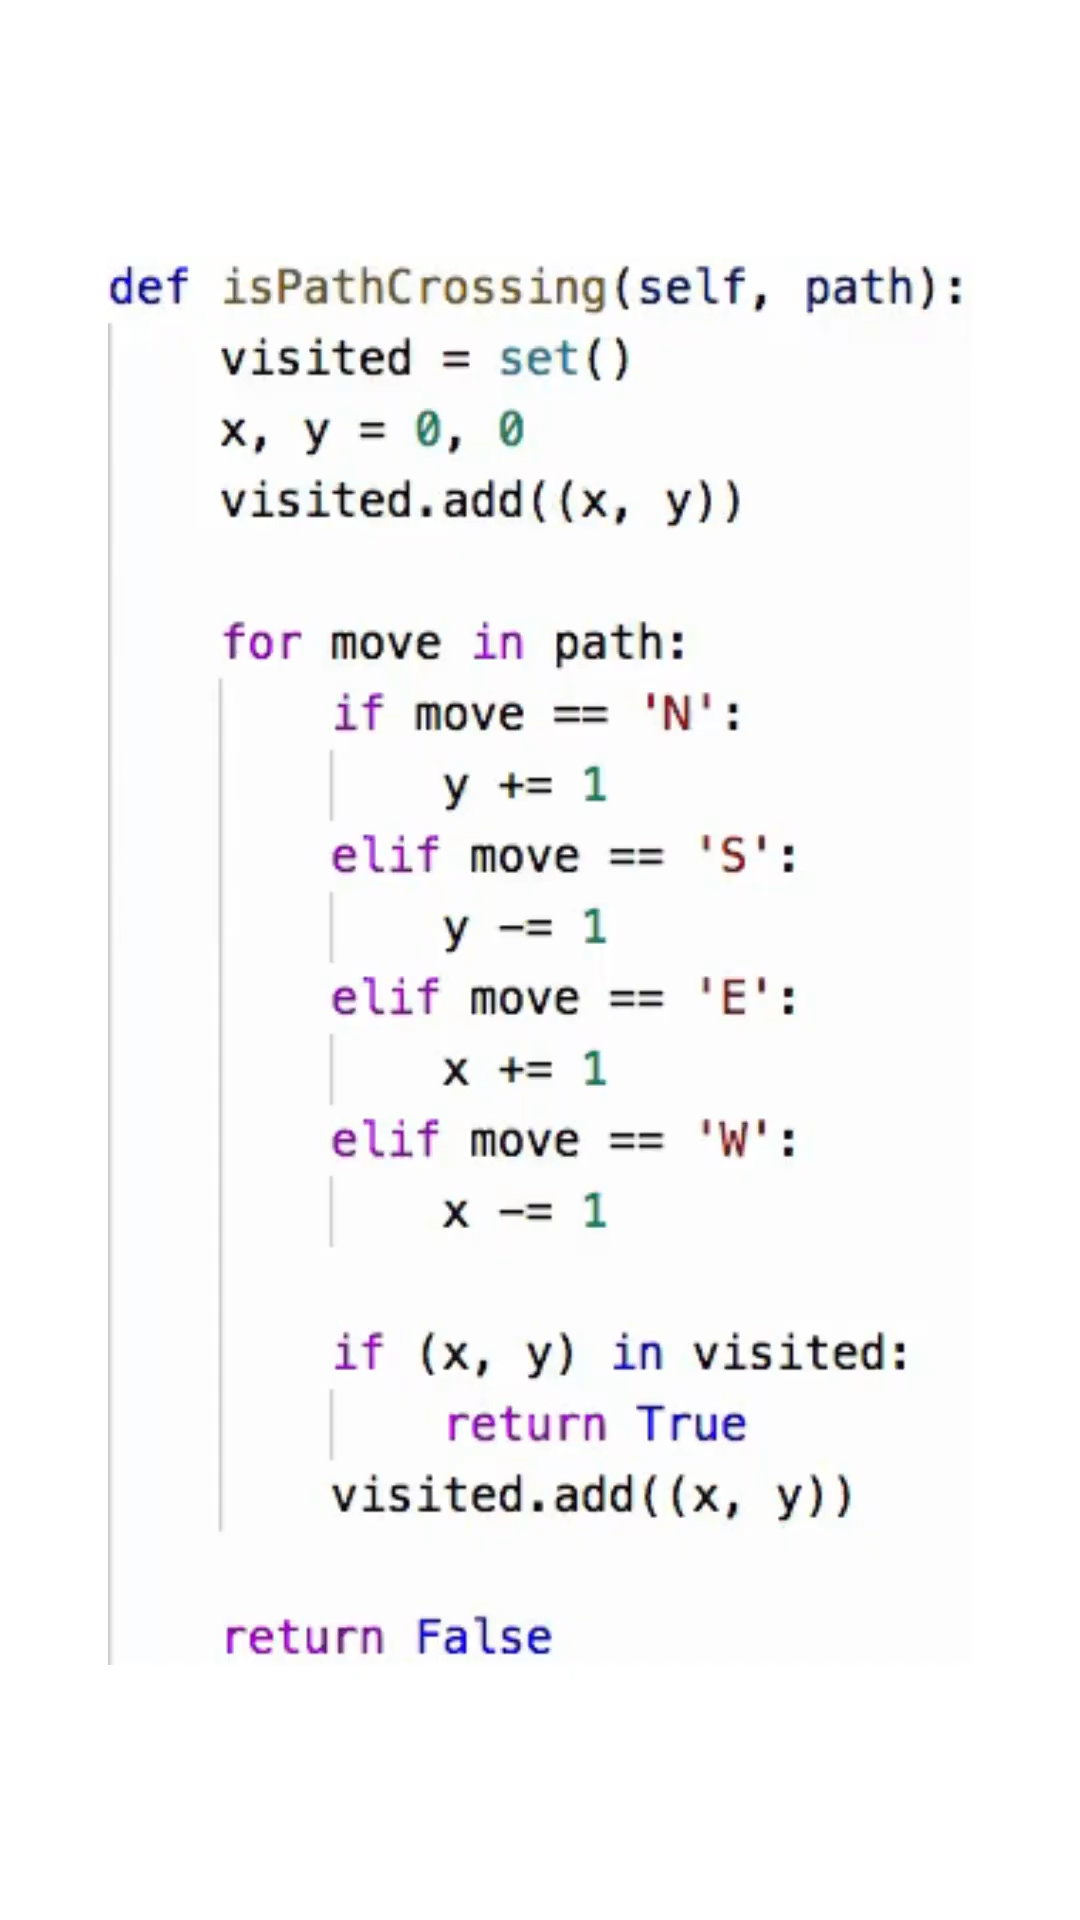 def isPathCrossing(self, path):
    visited = set()
    x, y = 0, 0
    visited.add((x, y))

    for move in path:
        if move == 'N':
            y += 1
        elif move == 'S':
            y -= 1
        elif move == 'E':
            x += 1
        elif move == 'W':
            x -= 1

        if (x, y) in visited:
            return True
        visited.add((x, y))

    return False